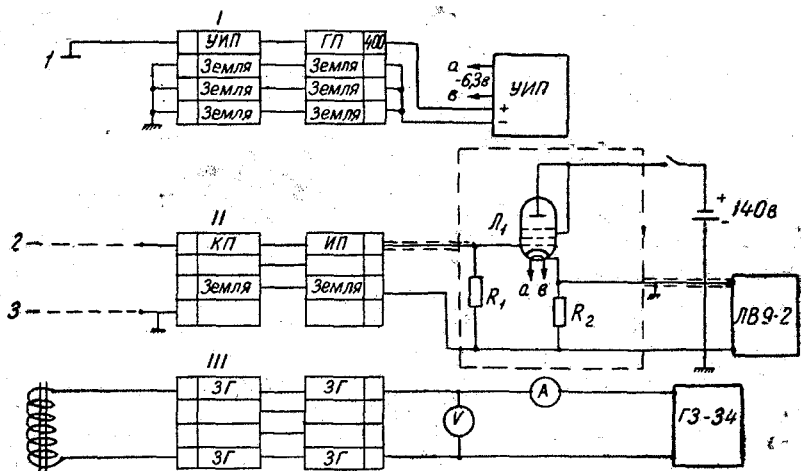 I
1 УИП ГП 400
Земля Земля
Земля Земля
Земля Земля
а
-6,3в
в
УИП
+
-
II
2 КП ИП
Земля Земля
3
Л1
а в
R1
R2
+
-
140в
ЛВ9-2
III
ЗГ ЗГ
ЗГ ЗГ
V
А
ГЗ-34